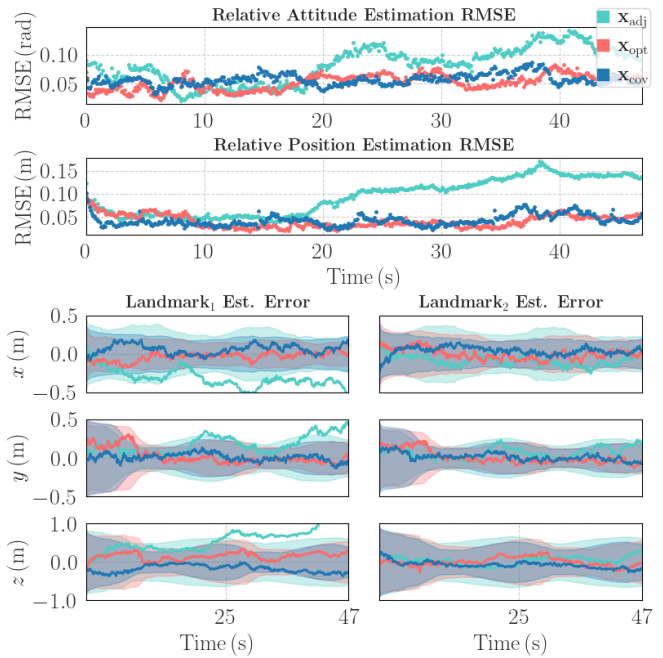 Relative Attitude Estimation RMSE
RMSE (rad)
0.10
0.05
x_adj
x_opt
x_cov
0 10 20 30 40
Relative Position Estimation RMSE
RMSE (m)
0.15
0.10
0.05
0 10 20 30 40
Time (s)
Landmark₁ Est. Error Landmark₂ Est. Error
x (m)
0.5
0.0
−0.5
y (m)
0.5
0.0
−0.5
z (m)
1.0
0.0
−1.0
25 47 25 47
Time (s) Time (s)